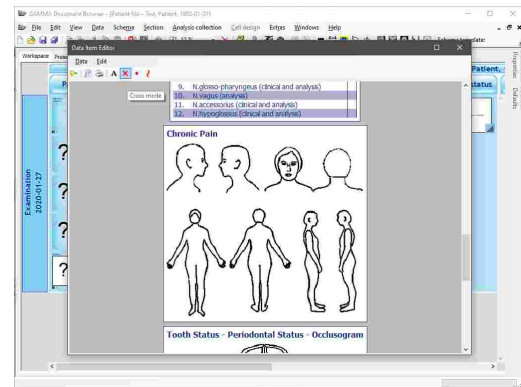 GAMMA Document Browser - [Patient File - Test, Patient, 1982-01-31]
File Edit View Data Schema Section Analysis collection Cell design Extras Windows Help
Data Item Editor
template:
Workspace
Data Edit
Properties
Defaults
Patient,
Status
A
Cross mode
9. N.glosso-pharyngeus (clinical and analysis)
10. N.vagus (analysis)
11. N.accessorius (clinical and analysis)
12. N.hypoglossus (clinical and analysis)
Chronic Pain
Examination
2020-01-27
?
?
?
?
Tooth Status - Periodontal Status - Occlusogram